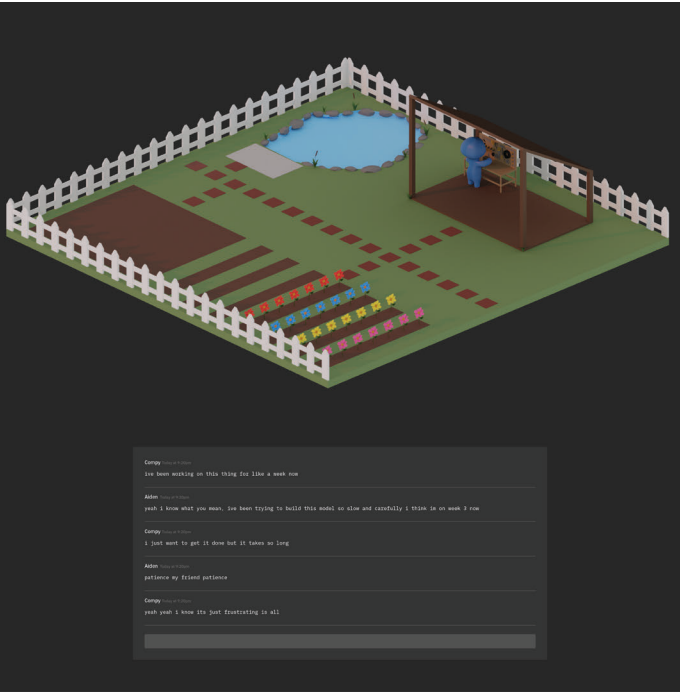 Compy
ive been working on this thing for like a week now
Aiden
yeah i know what you mean, ive been trying to build this model so slow and carefully i think im on week 3 now
Compy
i just want to get it done but it takes so long
Aiden
patience my friend patience
Compy
yeah yeah i know its just frustrating is all